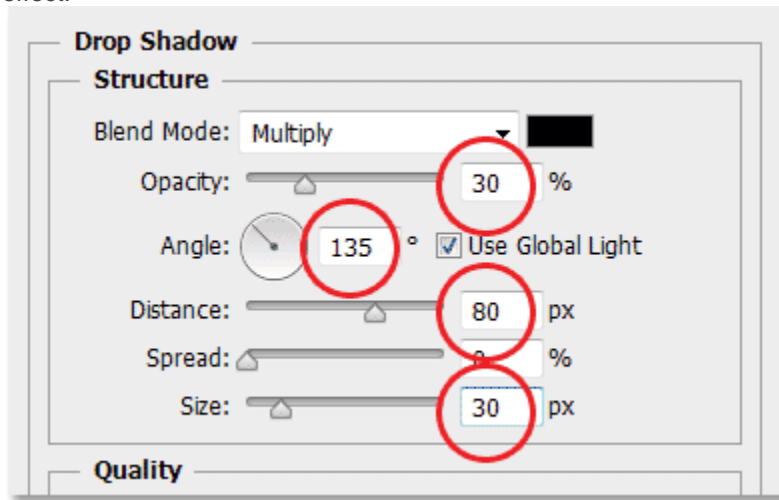 Drop Shadow
Structure
Blend Mode: Multiply
Opacity: 30 %
Angle: 135 ° Use Global Light
Distance: 80 px
Spread: 0 %
Size: 30 px
Quality